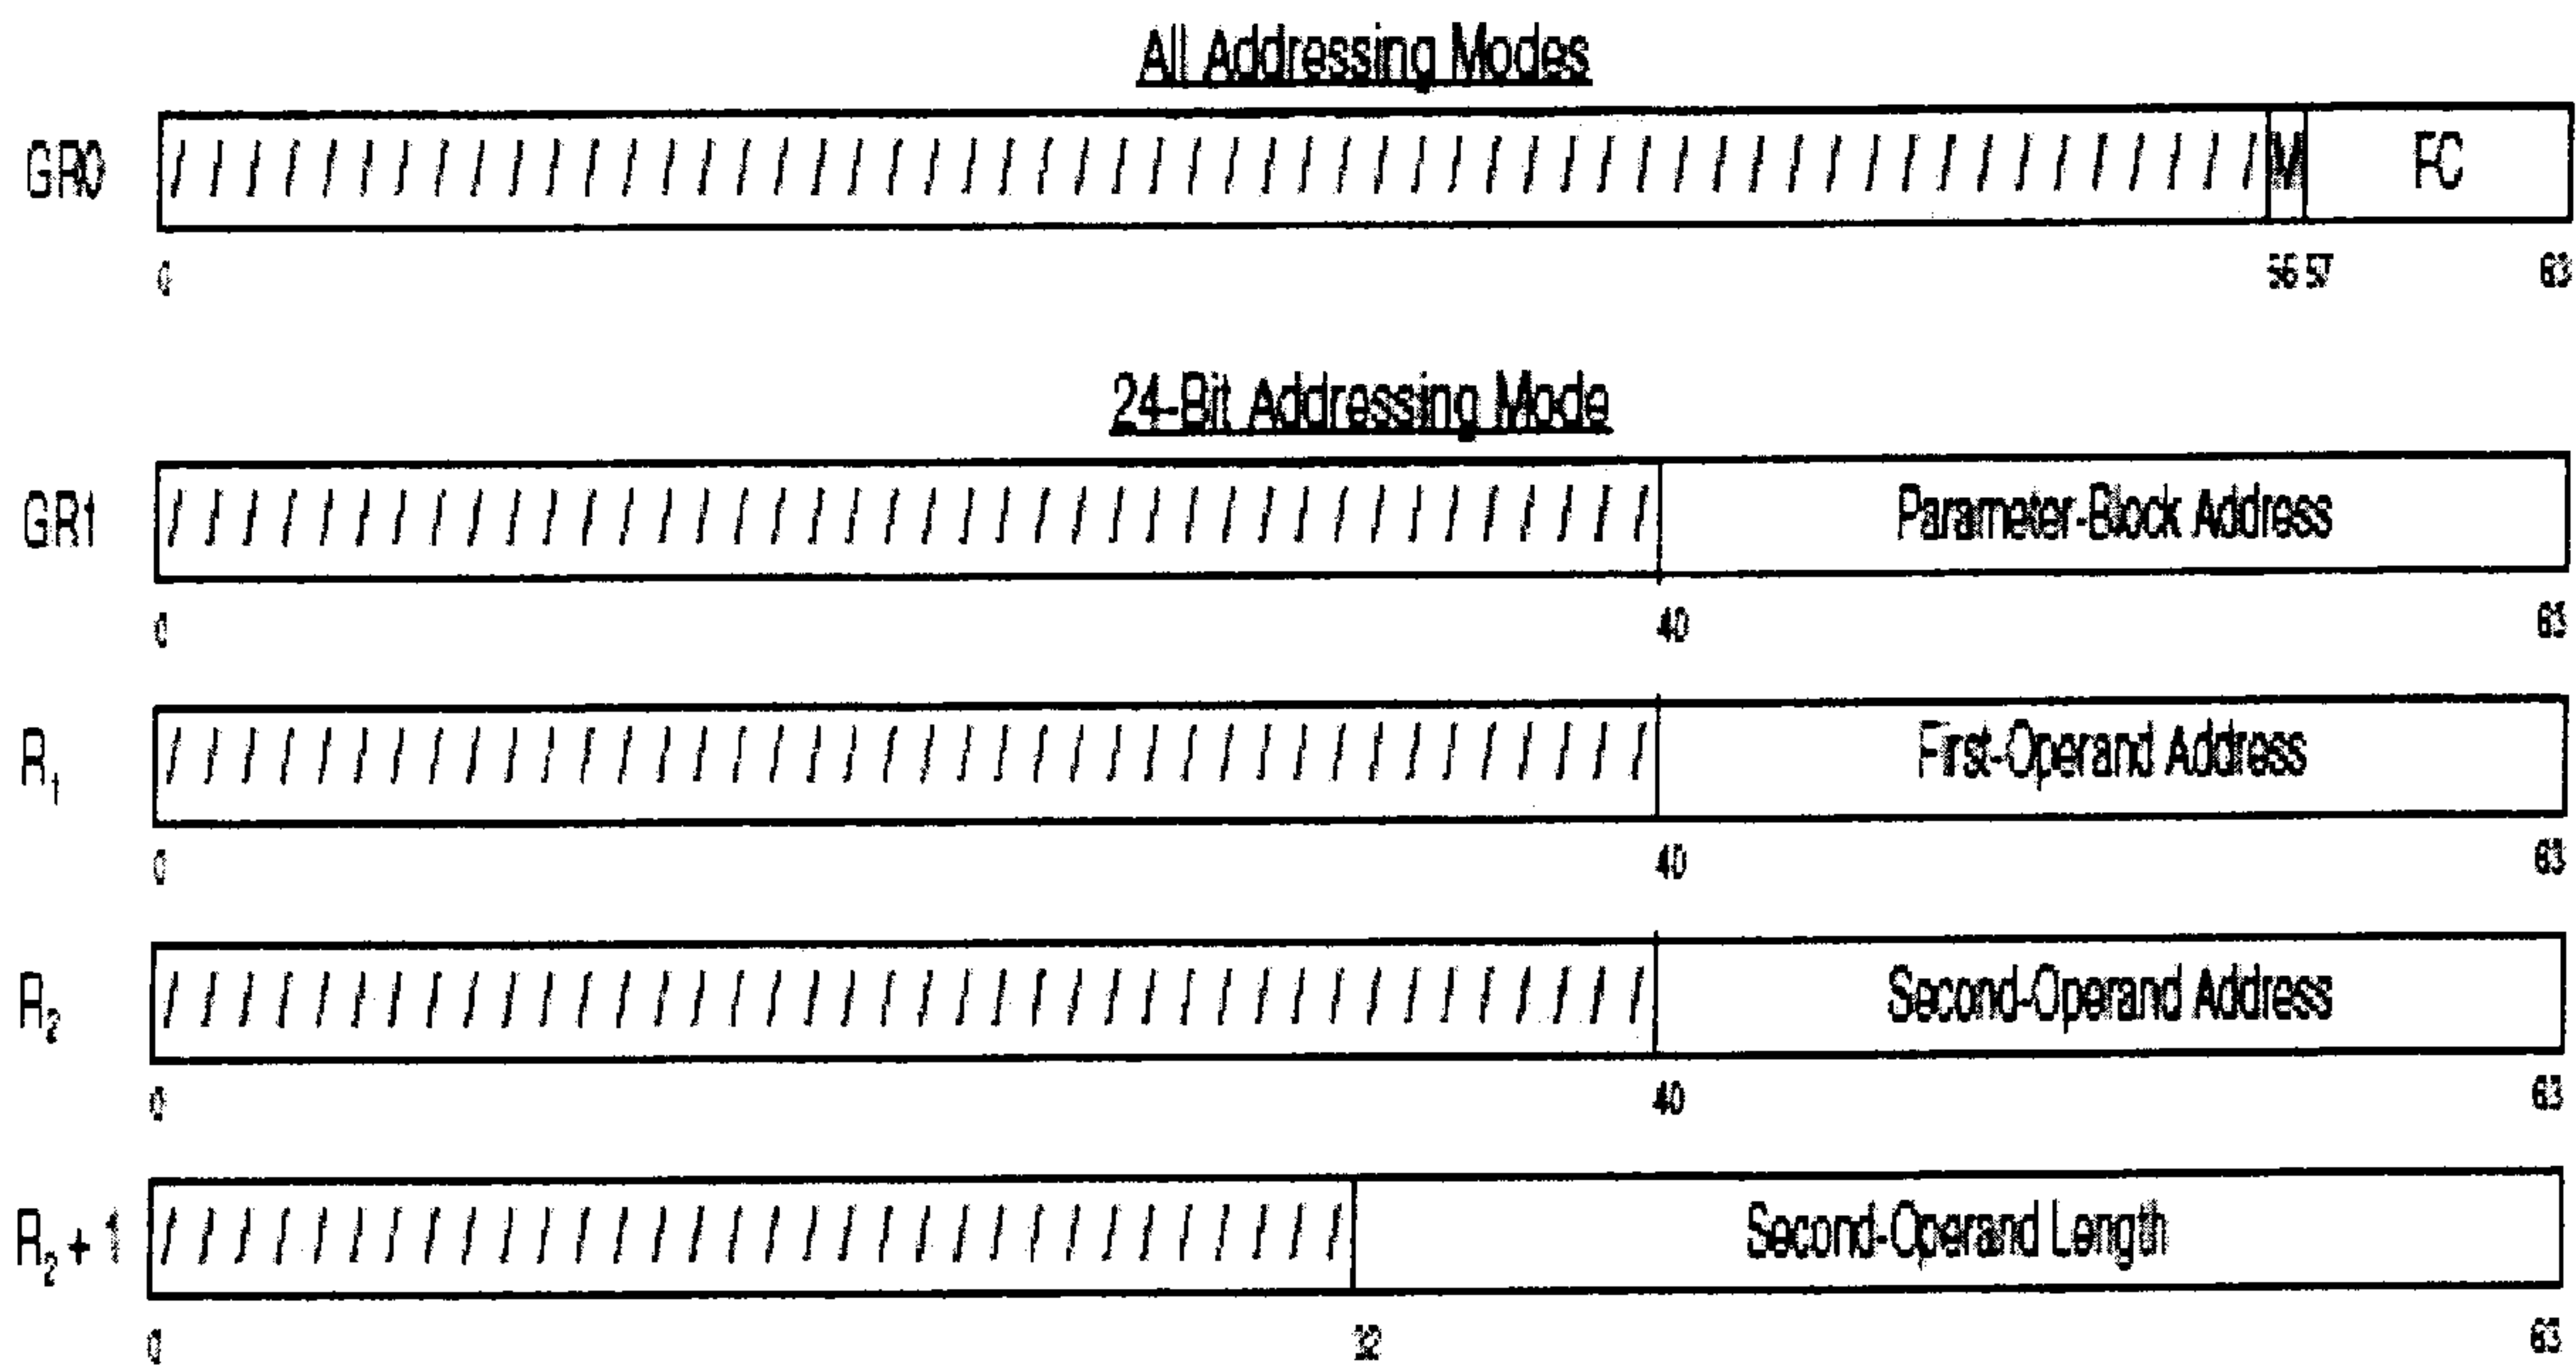 All Addressing Modes
GR0 / / / / / / / / / / / / / / / / / / / / / / / / / / / / / / / / / / / / / / / / / / / / / / / / / / / / / / / / M FC
0 56 57 63
24-Bit Addressing Mode
GR1 / / / / / / / / / / / / / / / / / / / / / / / / / / / / / / / / / / / / / / / / Parameter-Block Address
0 40 63
R₁ / / / / / / / / / / / / / / / / / / / / / / / / / / / / / / / / / / / / / / / / First-Operand Address
0 40 63
R₂ / / / / / / / / / / / / / / / / / / / / / / / / / / / / / / / / / / / / / / / / Second-Operand Address
0 40 63
R₂ + 1 / / / / / / / / / / / / / / / / / / / / / / / / / / / / / / / / Second-Operand Length
0 32 63